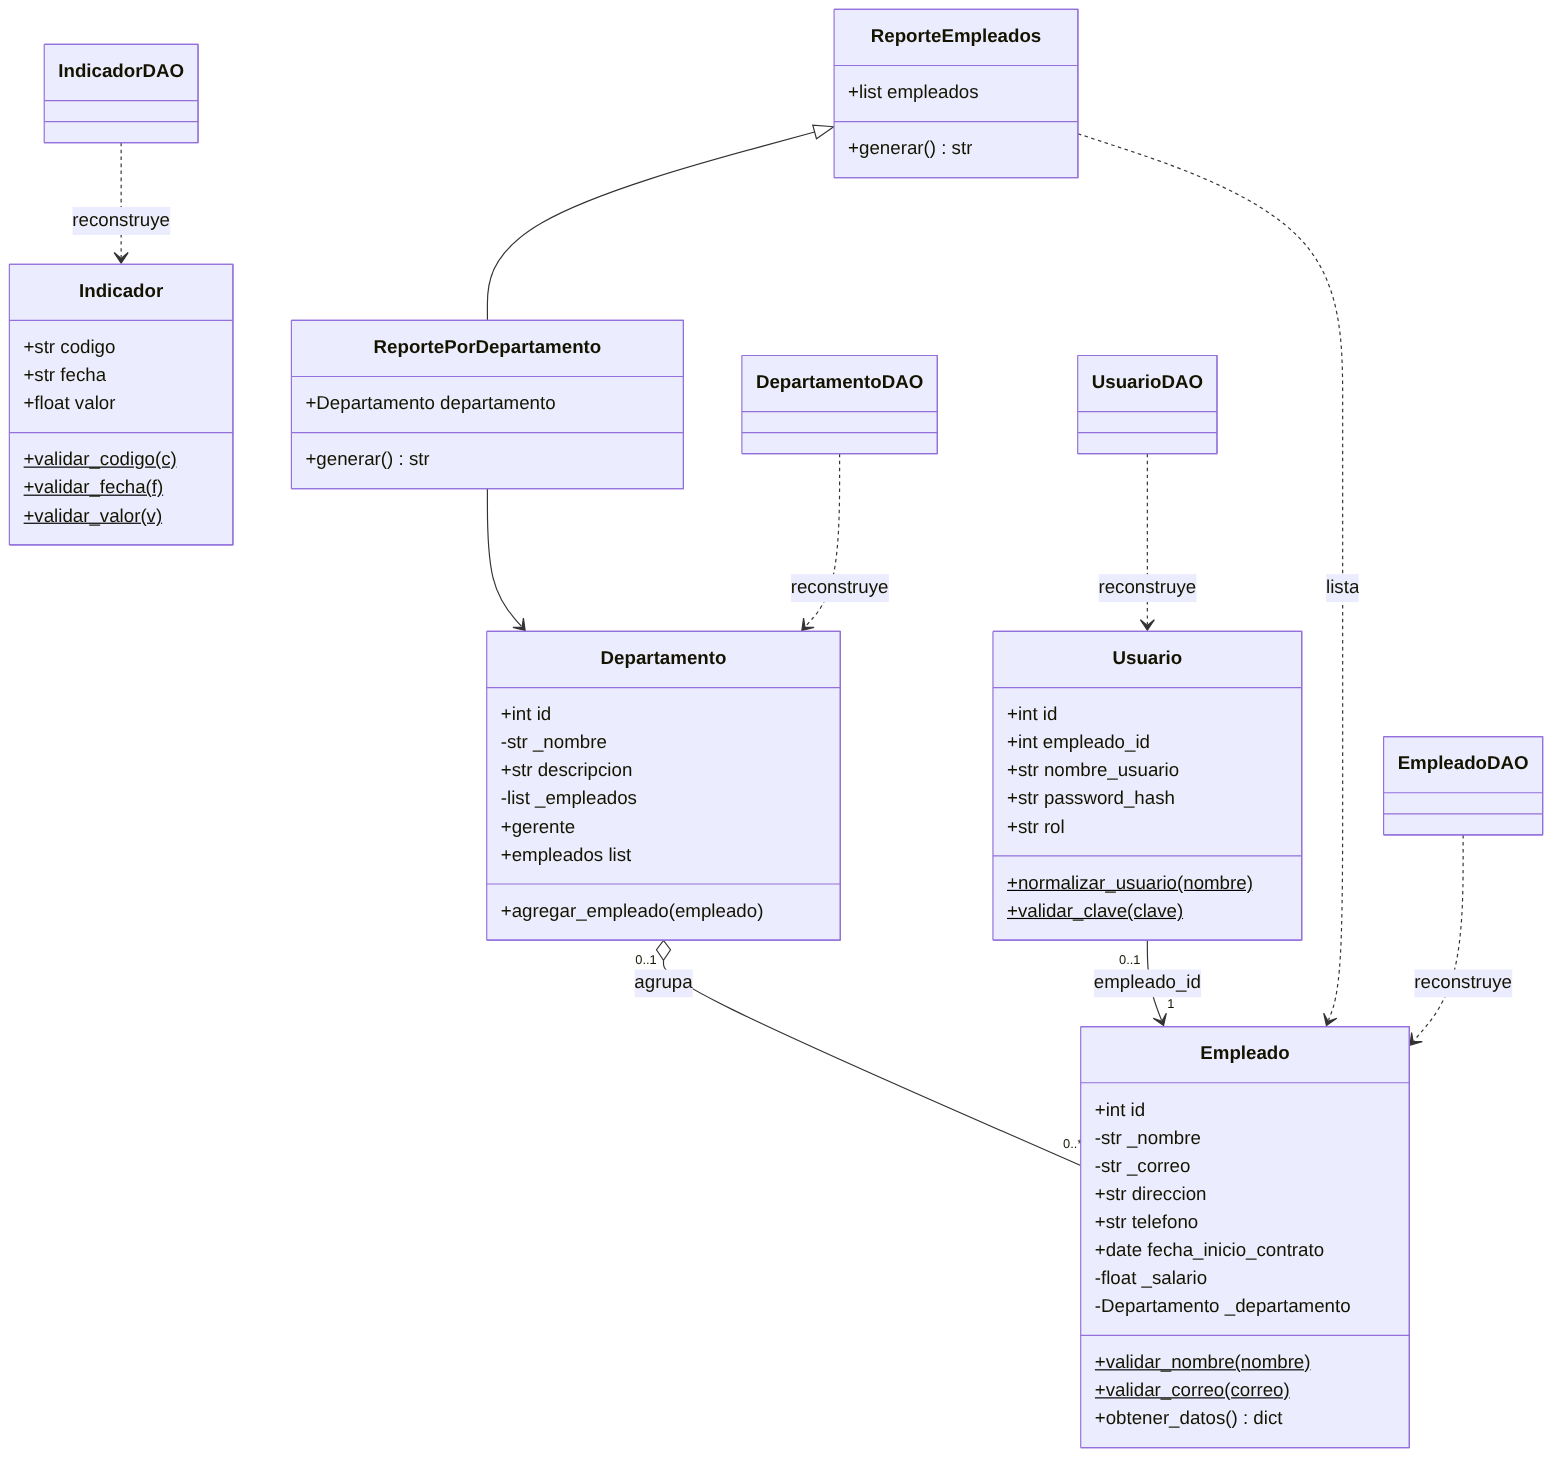 ReporteEmpleados
+list empleados
+generar() : str
IndicadorDAO
reconstruye
Indicador
+str codigo
+str fecha
+float valor
+validar_codigo(c)
+validar_fecha(f)
+validar_valor(v)
ReportePorDepartamento
+Departamento departamento
+generar() : str
DepartamentoDAO
reconstruye
UsuarioDAO
reconstruye
lista
Departamento
+int id
-str _nombre
+str descripcion
-list _empleados
+gerente
+empleados list
+agregar_empleado(empleado)
0..1
agrupa
0..*
Usuario
+int id
+int empleado_id
+str nombre_usuario
+str password_hash
+str rol
+normalizar_usuario(nombre)
+validar_clave(clave)
0..1
empleado_id
1
EmpleadoDAO
reconstruye
Empleado
+int id
-str _nombre
-str _correo
+str direccion
+str telefono
+date fecha_inicio_contrato
-float _salario
-Departamento _departamento
+validar_nombre(nombre)
+validar_correo(correo)
+obtener_datos() : dict